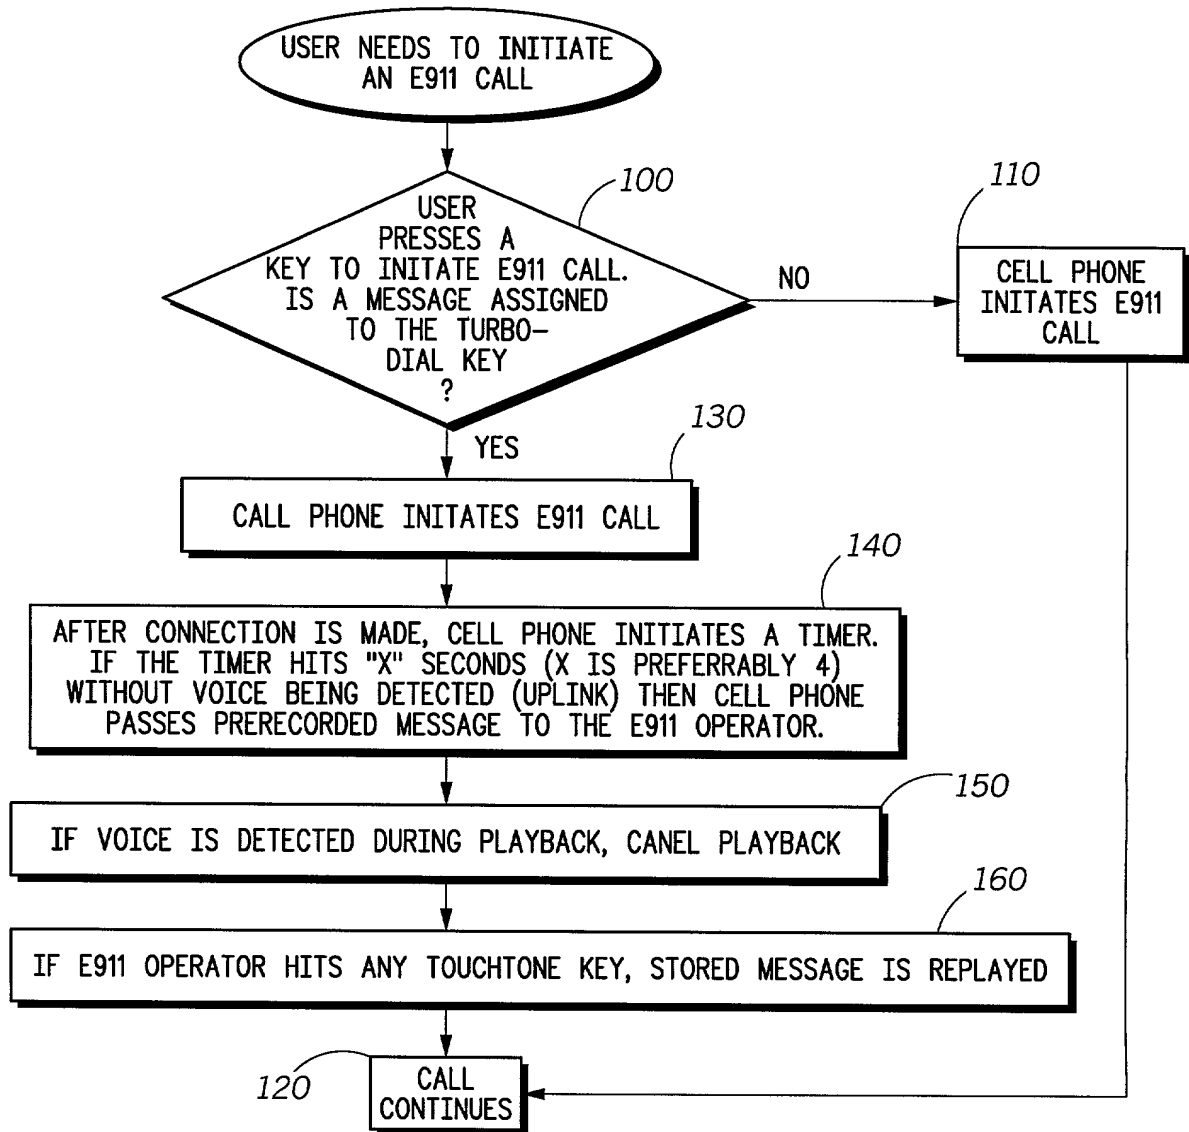 USER NEEDS TO INITIATE
AN E911 CALL
100
USER
PRESSES A
KEY TO INITATE E911 CALL.
IS A MESSAGE ASSIGNED
TO THE TURBO-
DIAL KEY
?
NO
110
CELL PHONE
INITATES E911
CALL
YES
130
CALL PHONE INITATES E911 CALL
140
AFTER CONNECTION IS MADE, CELL PHONE INITIATES A TIMER.
IF THE TIMER HITS "X" SECONDS (X IS PREFERRABLY 4)
WITHOUT VOICE BEING DETECTED (UPLINK) THEN CELL PHONE
PASSES PRERECORDED MESSAGE TO THE E911 OPERATOR.
150
IF VOICE IS DETECTED DURING PLAYBACK, CANEL PLAYBACK
160
IF E911 OPERATOR HITS ANY TOUCHTONE KEY, STORED MESSAGE IS REPLAYED
120
CALL
CONTINUES